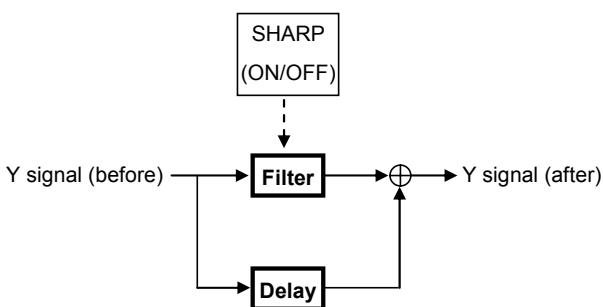 SHARP
(ON/OFF)
Y signal (before)
Filter
Y signal (after)
Delay